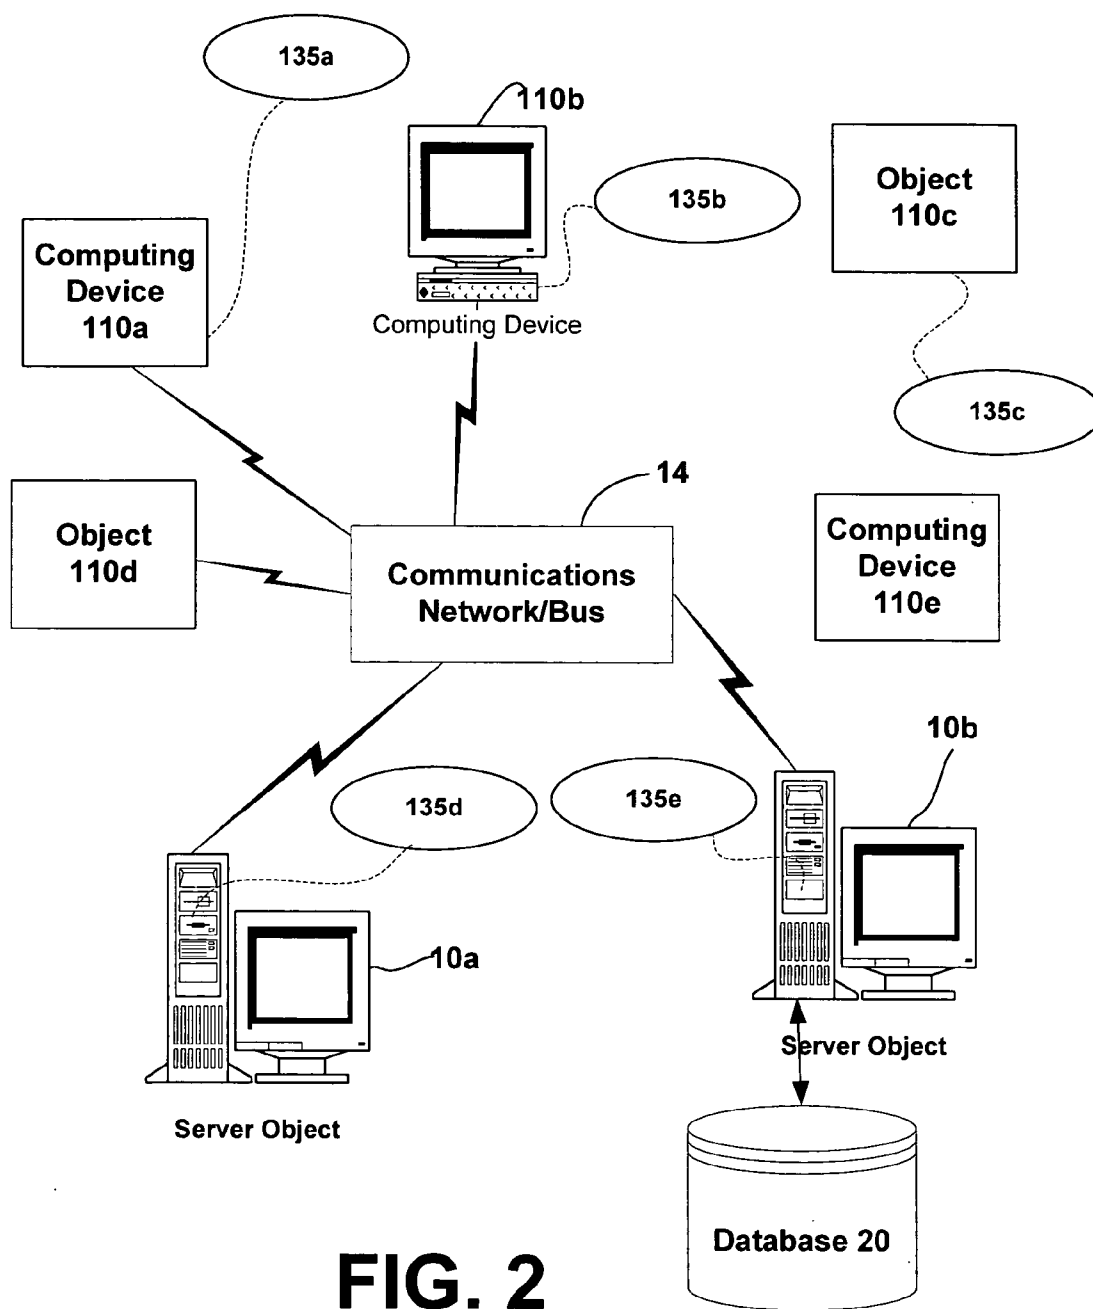 135a
110b
135b
Object
110c
Computing
Device
110a
Computing Device
135c
14
Object
110d
Communications
Network/Bus
Computing
Device
110e
10b
135d
135e
10a
Server Object
Server Object
Database 20
FIG. 2